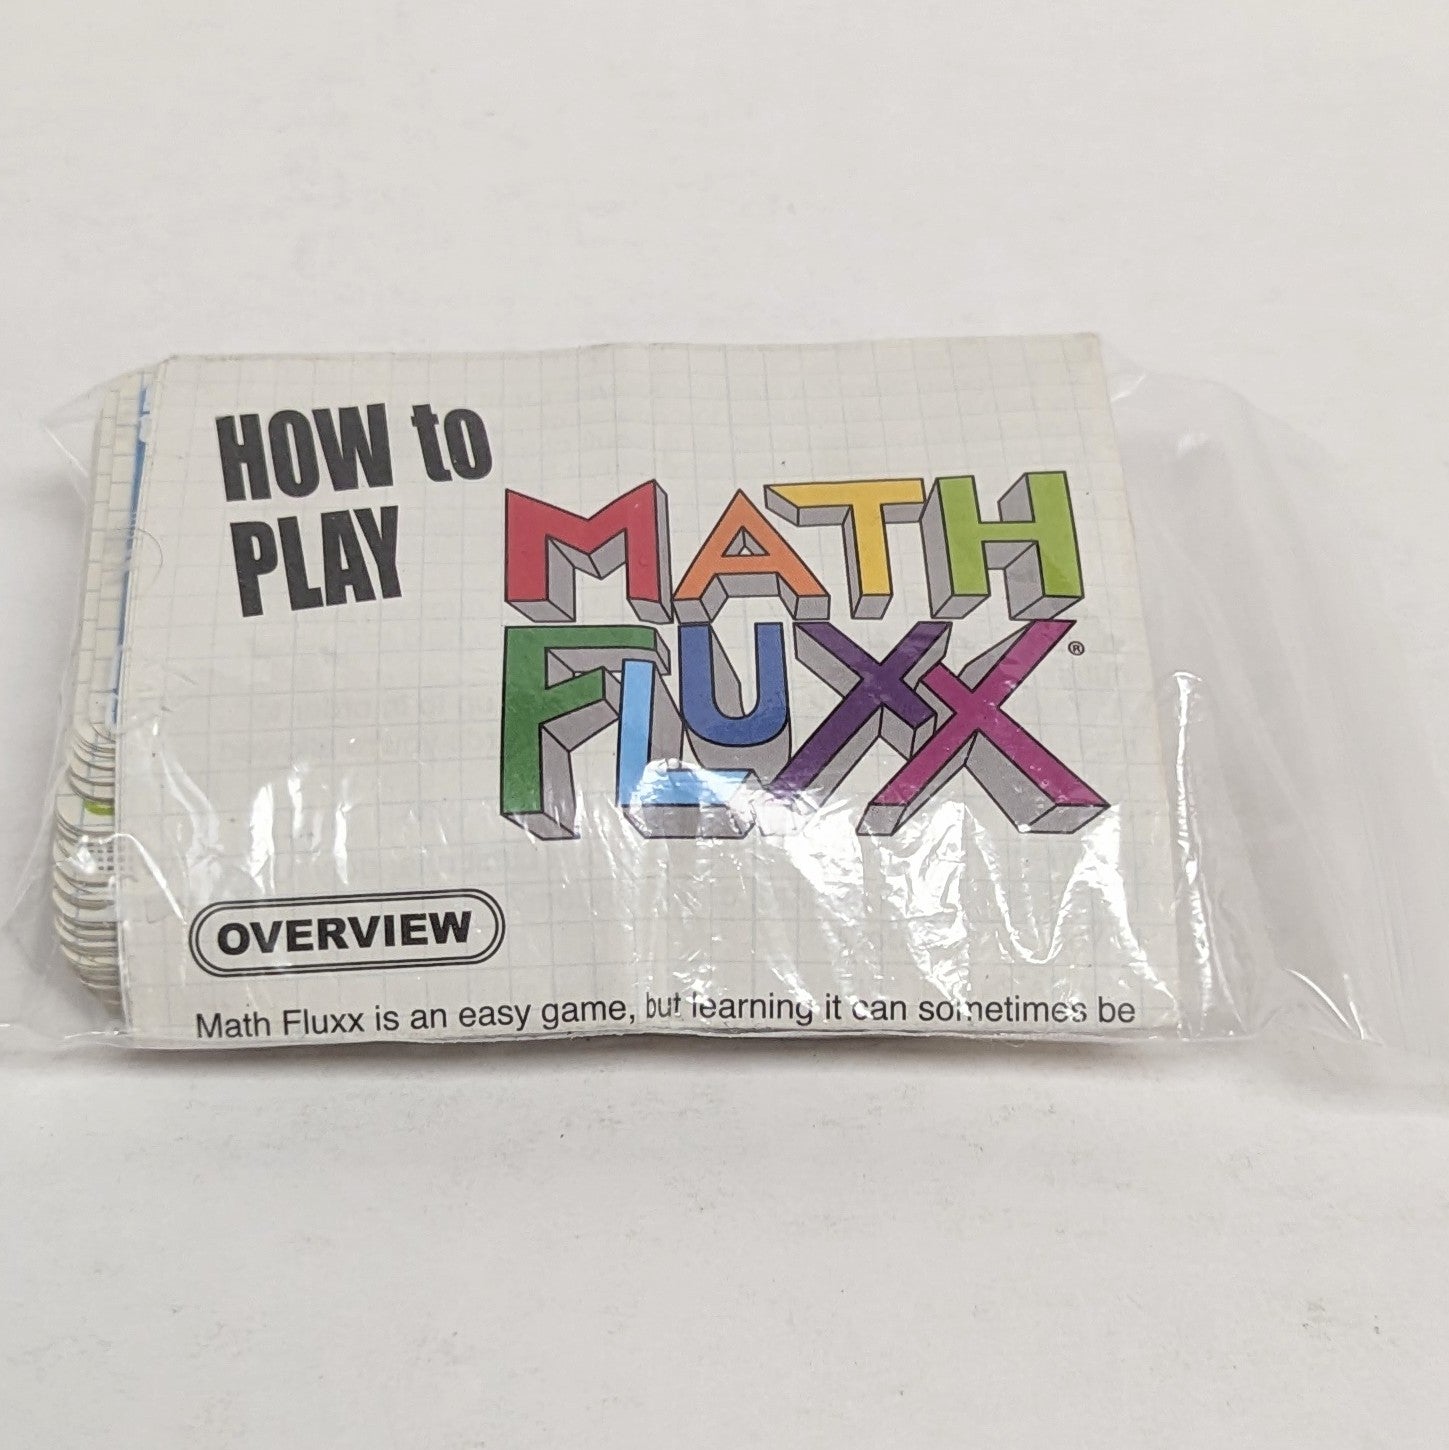 HOW to
PLAY
MATH
FLUXX®
OVERVIEW
Math Fluxx is an easy game, but learning it can sometimes be